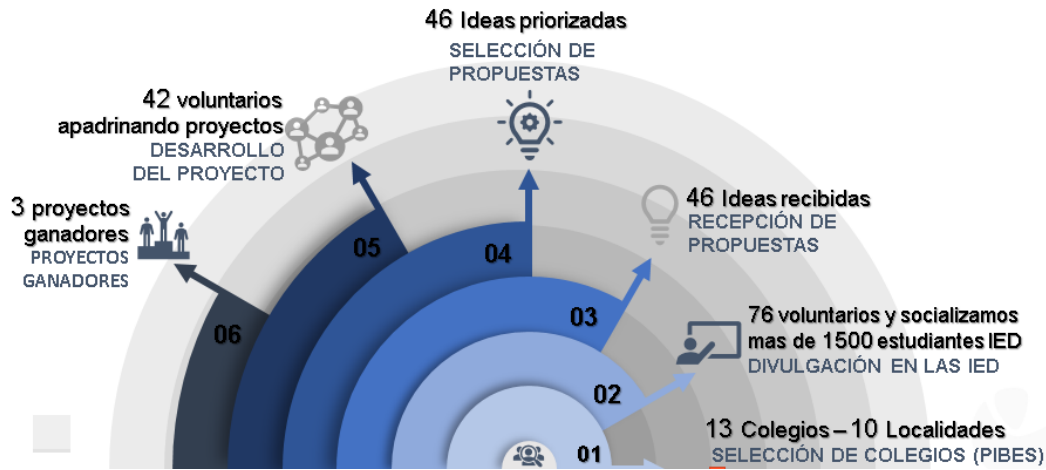 46 Ideas priorizadas
SELECCIÓN DE
PROPUESTAS
42 voluntarios
apadrinando proyectos
DESARROLLO
DEL PROYECTO
3 proyectos
ganadores
PROYECTOS
GANADORES
46 Ideas recibidas
RECEPCIÓN DE
PROPUESTAS
76 voluntarios y socializamos
mas de 1500 estudiantes IED
DIVULGACIÓN EN LAS IED
13 Colegios – 10 Localidades
SELECCIÓN DE COLEGIOS (PIBES)
06
05
04
03
02
01